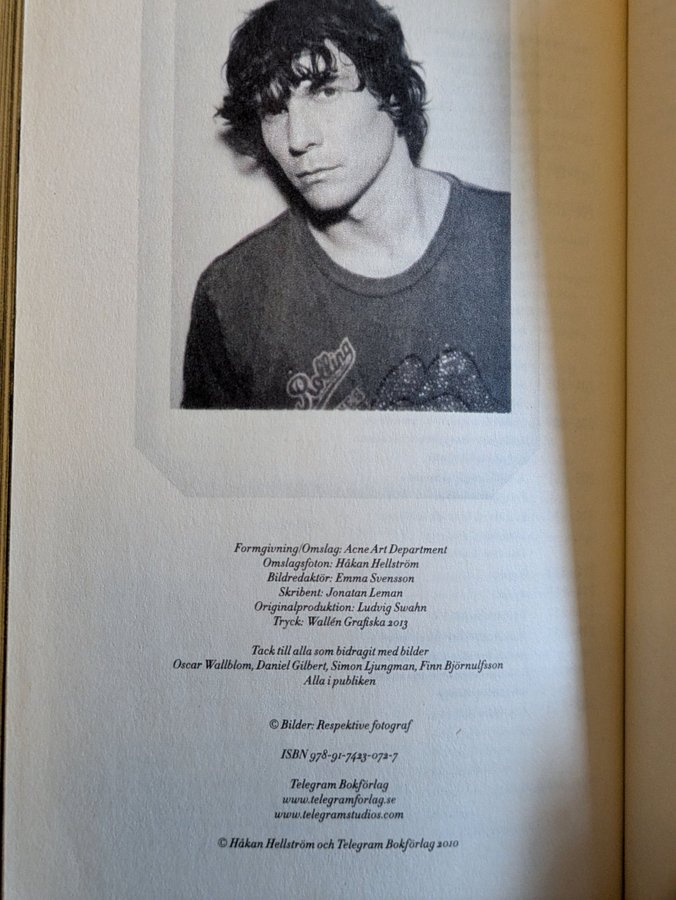 Rolling
Formgivning/Omslag: Acne Art Department
Omslagsfoton: Håkan Hellström
Bildredaktör: Emma Svensson
Skribent: Jonatan Leman
Originalproduktion: Ludvig Swahn
Tryck: Wallén Grafiska 2013
Tack till alla som bidragit med bilder
Oscar Wallblom, Daniel Gilbert, Simon Ljungman, Finn Björnulfsson
Alla i publiken
© Bilder: Respektive fotograf
ISBN 978-91-7423-072-7
Telegram Bokförlag
www.telegramforlag.se
www.telegramstudios.com
© Håkan Hellström och Telegram Bokförlag 2010